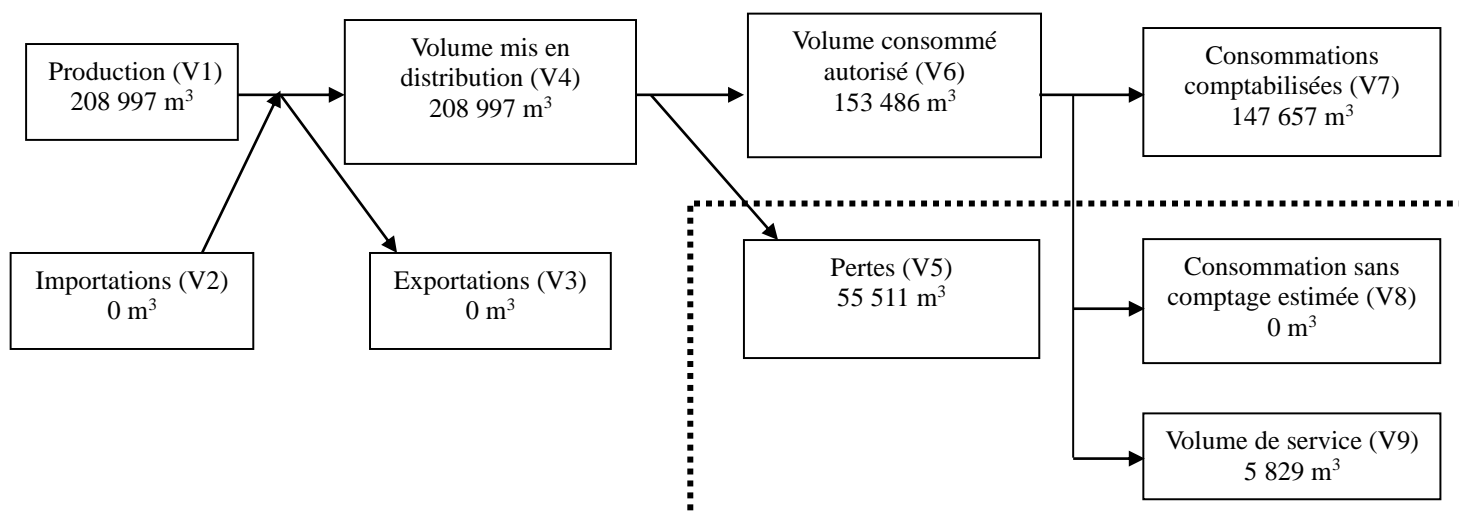 Production (V1)
208 997 m³
Volume mis en
distribution (V4)
208 997 m³
Volume consommé
autorisé (V6)
153 486 m³
Consommations
comptabilisées (V7)
147 657 m³
Importations (V2)
0 m³
Exportations (V3)
0 m³
Pertes (V5)
55 511 m³
Consommation sans
comptage estimée (V8)
0 m³
Volume de service (V9)
5 829 m³